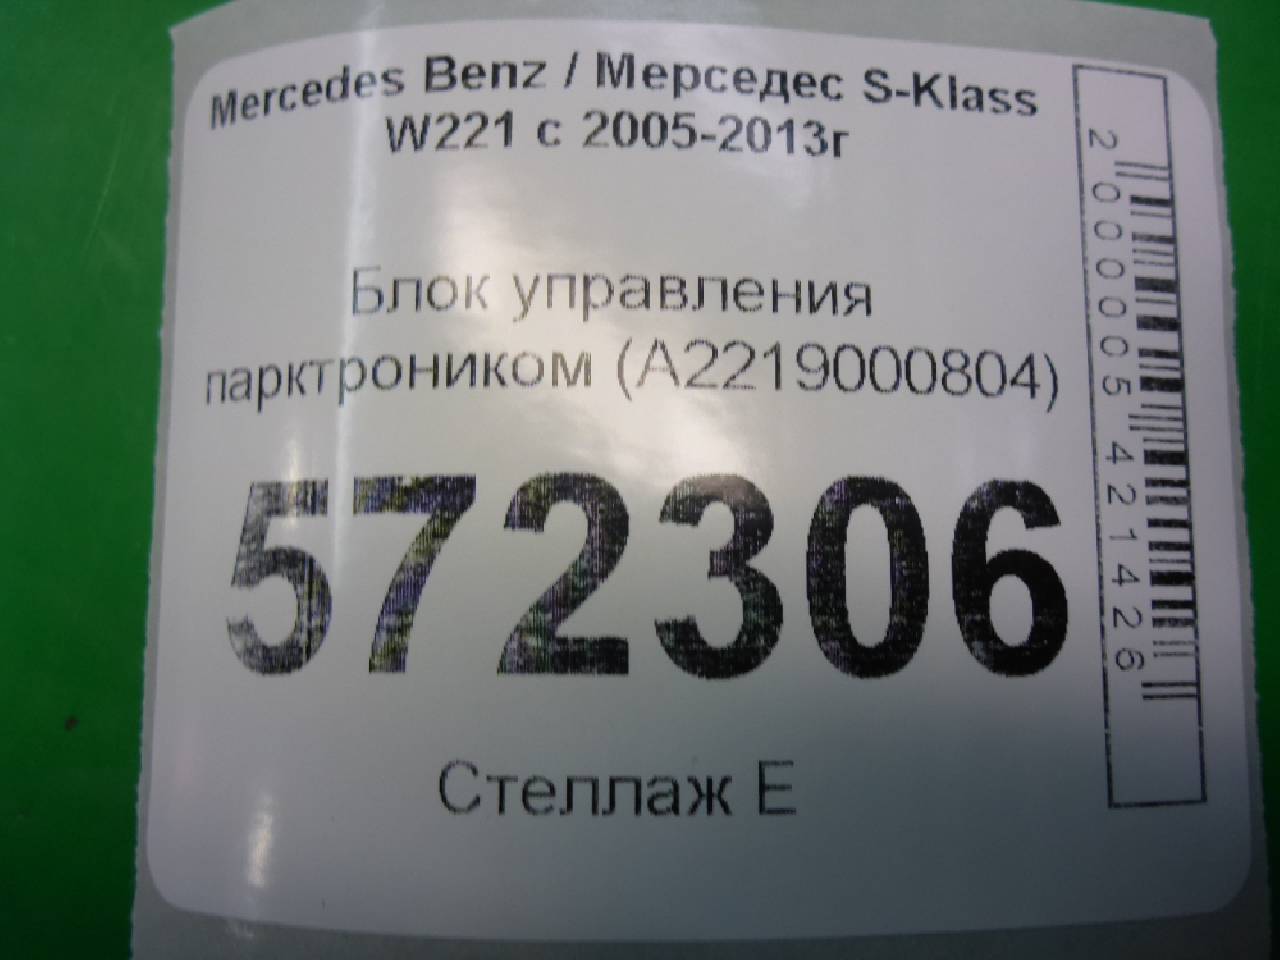 Mercedes Benz / Мерседес S-Klass
W221 с 2005-2013г
Блок управления
парктроником (A2219000804)
572306
Стеллаж Е
2000005421426